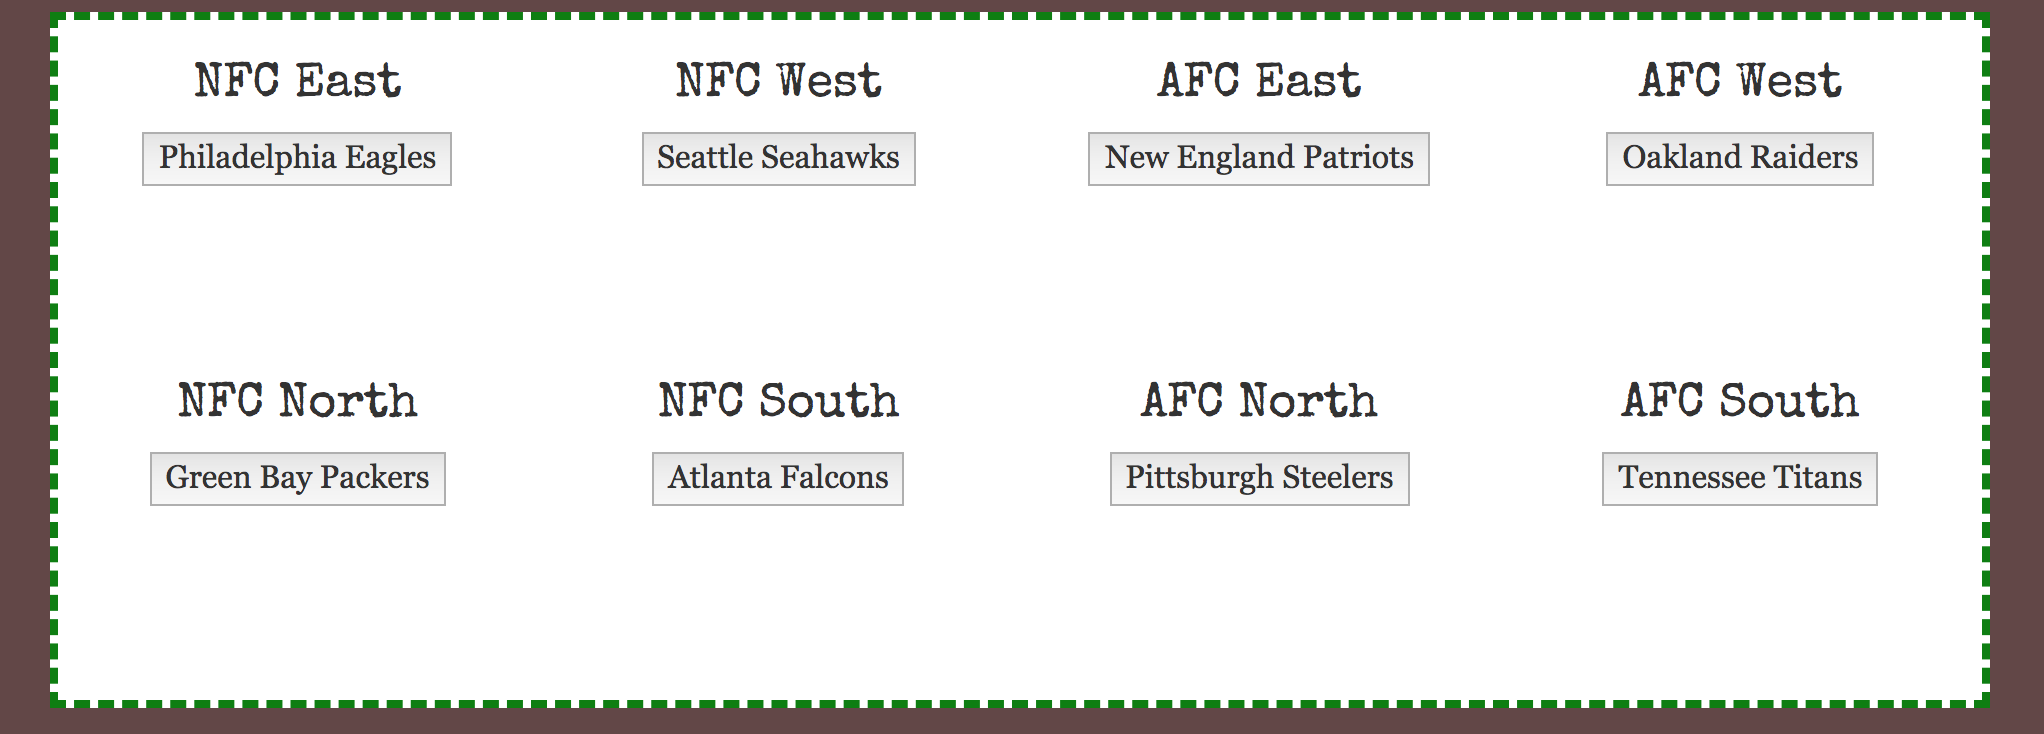 NFC East
NFC West
AFC East
AFC West
Philadelphia Eagles
Seattle Seahawks
New England Patriots
Oakland Raiders
NFC North
NFC South
AFC North
AFC South
Green Bay Packers
Atlanta Falcons
Pittsburgh Steelers
Tennessee Titans